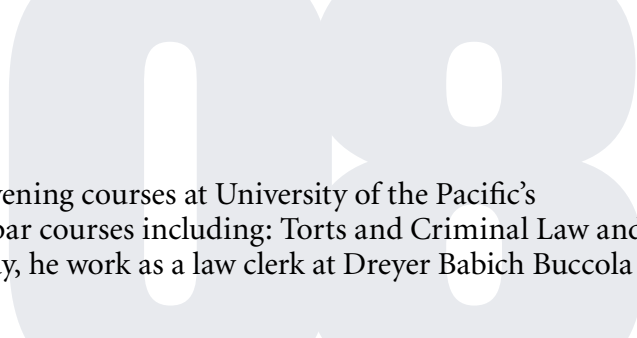 08
vening courses at University of the Pacific's
bar courses including: Torts and Criminal Law and
y, he work as a law clerk at Dreyer Babich Buccola